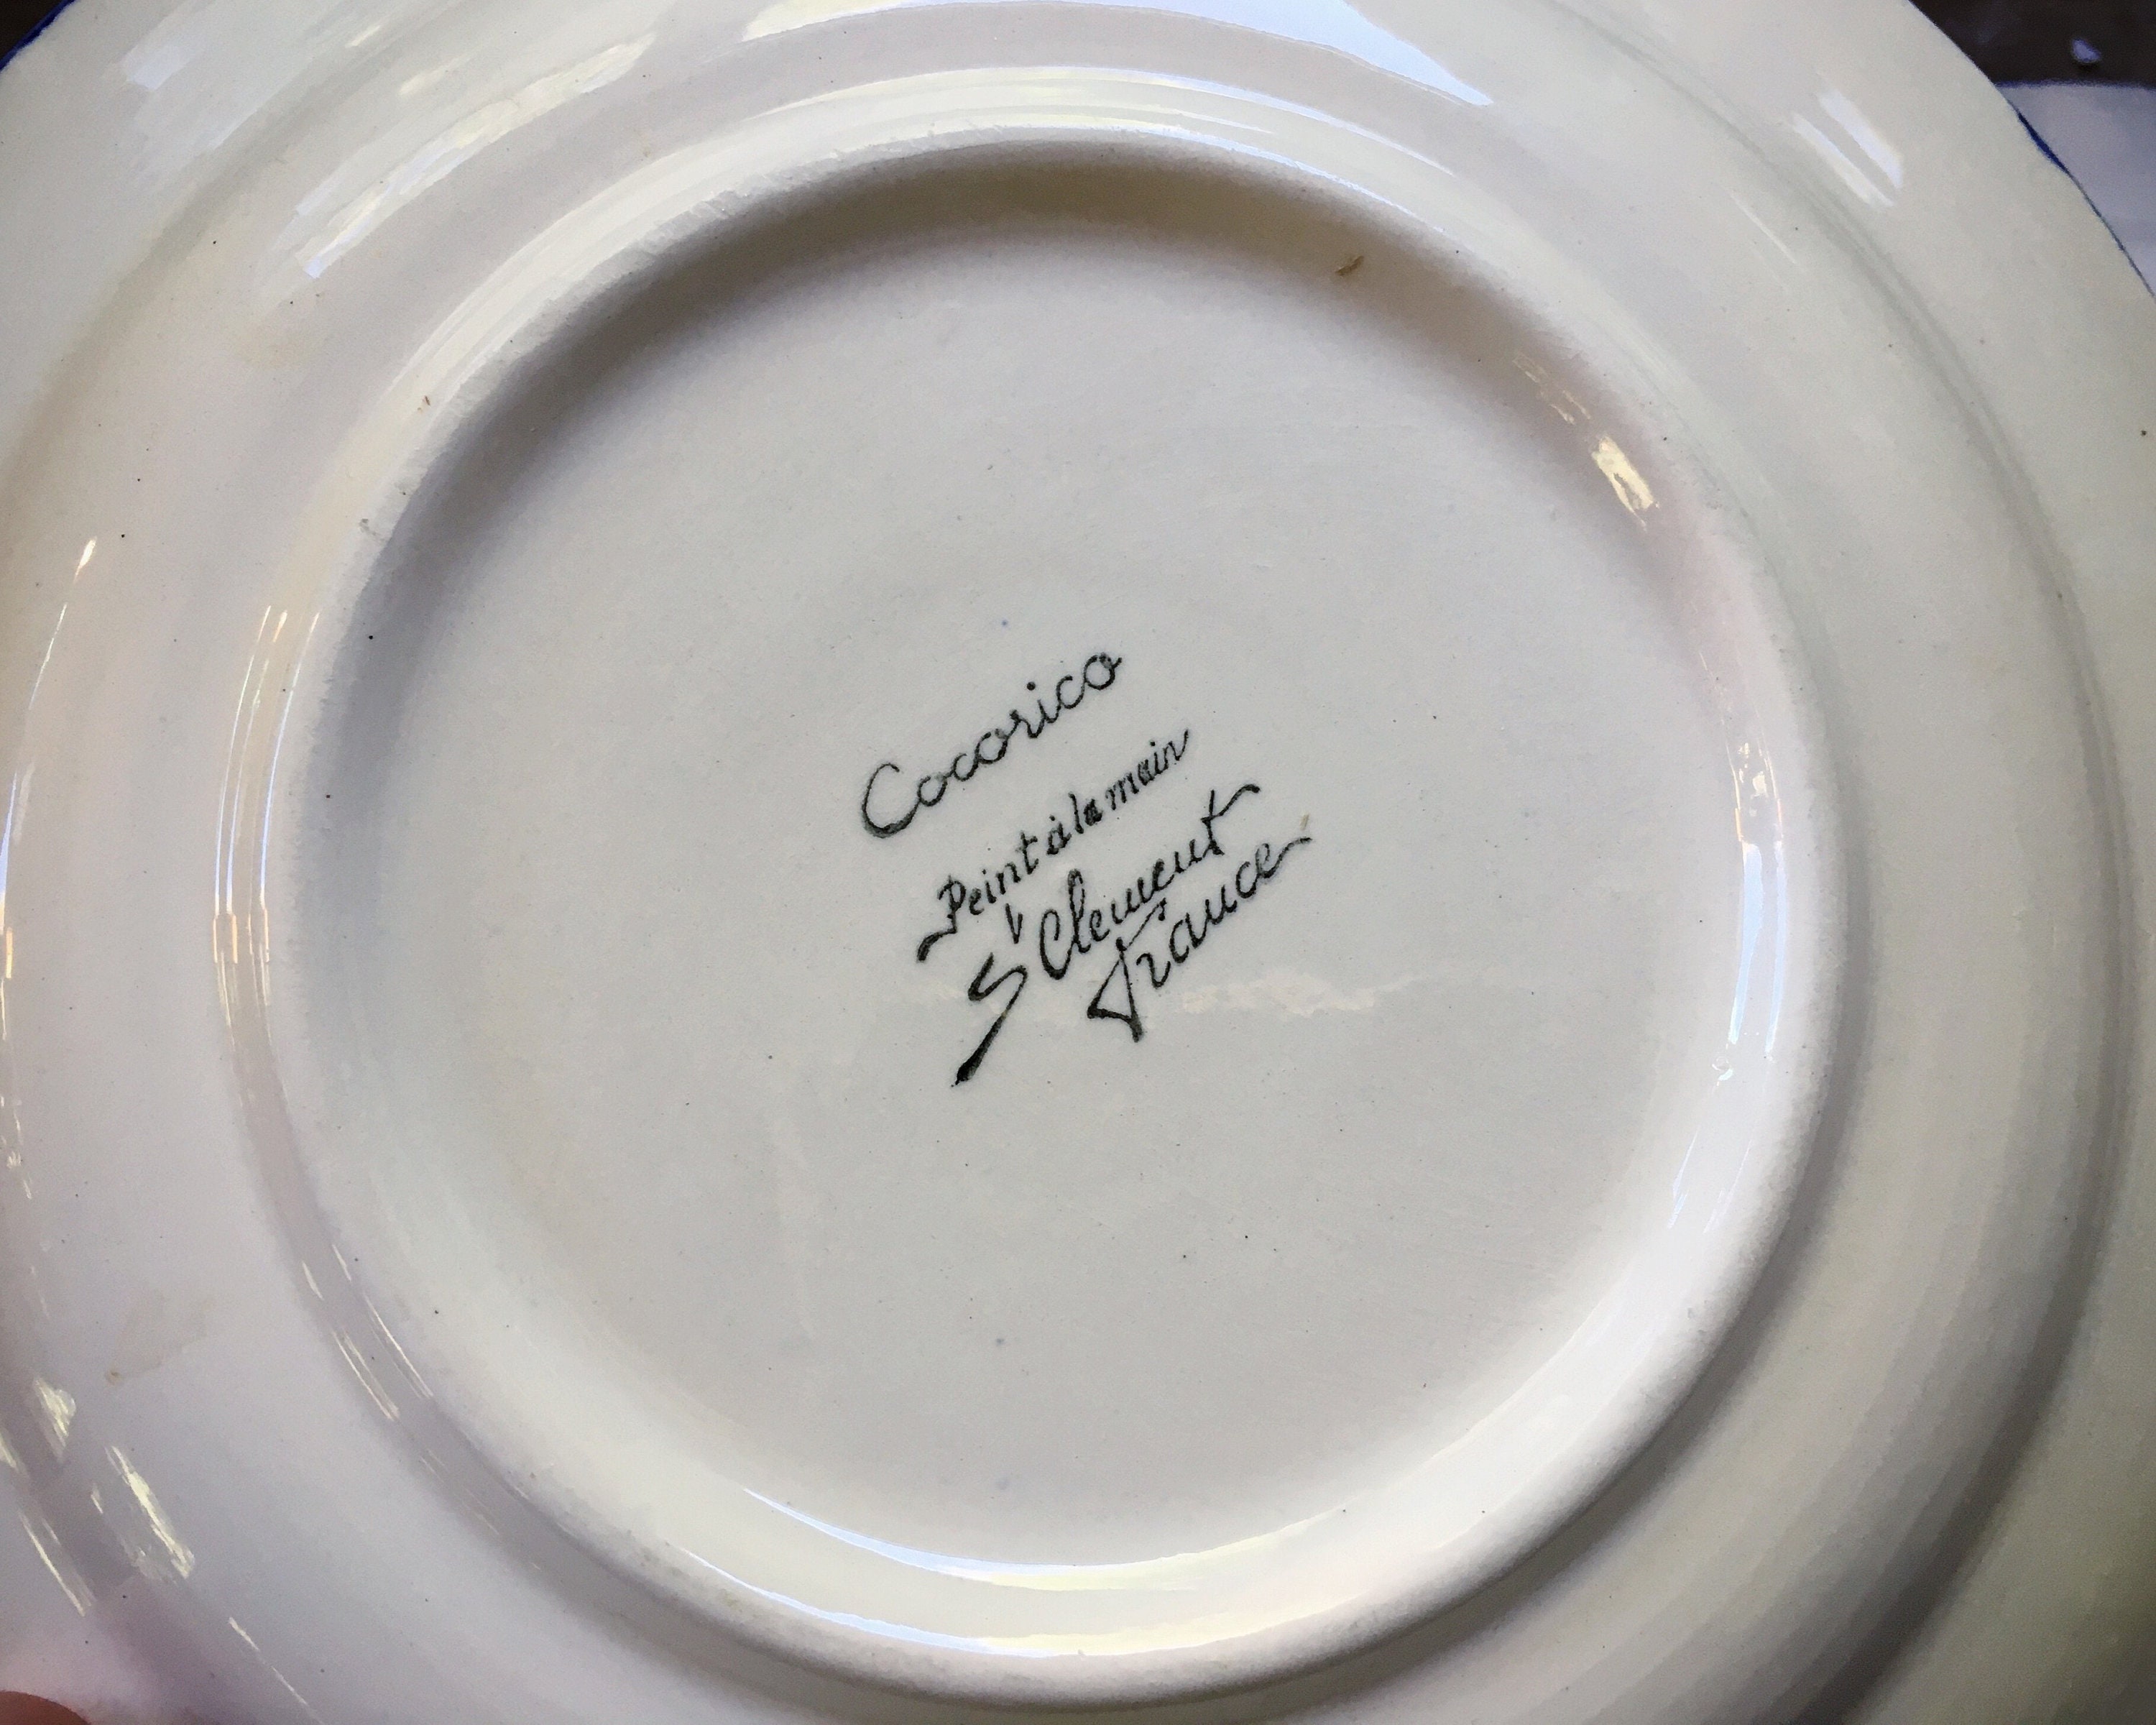 Cocorico
Peint à la main
St Clement
France